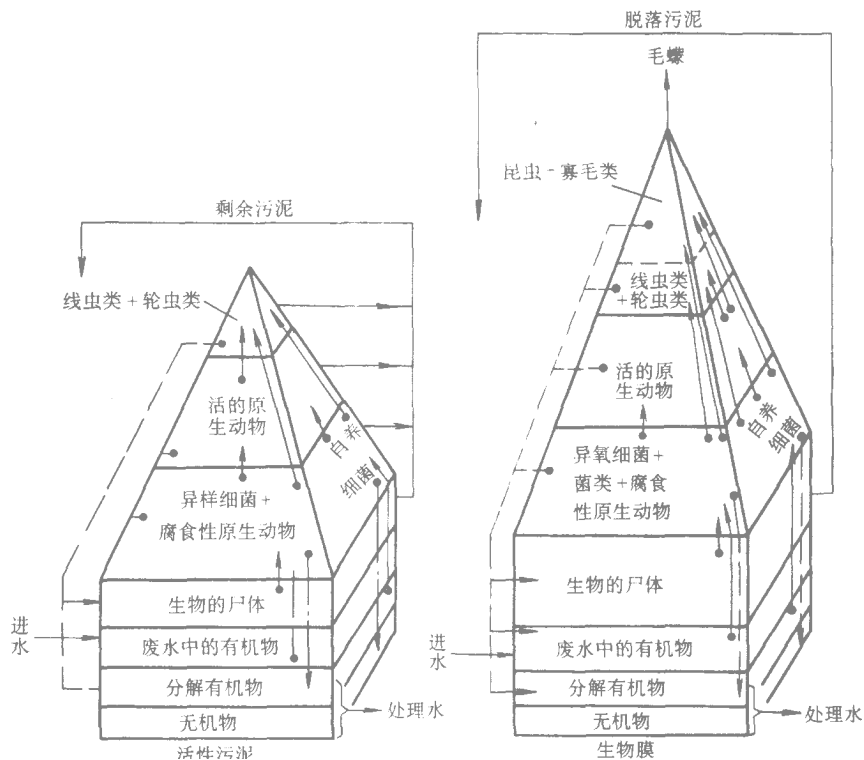 剩余污泥
线虫类 + 轮虫类
活的原
生动物
自养
细菌
异样细菌 +
腐食性原生动物
生物的尸体
进
水
废水中的有机物
分解有机物
处理水
无机物
活性污泥
脱落污泥
毛蠓
昆虫 - 寡毛类
线虫类
+ 轮虫类
活的原
生动物
自养
细菌
异氧细菌 +
菌类 + 腐食
性原生动物
生物的尸体
进
水
废水中的有机物
分解有机物
处理水
无机物
生物膜